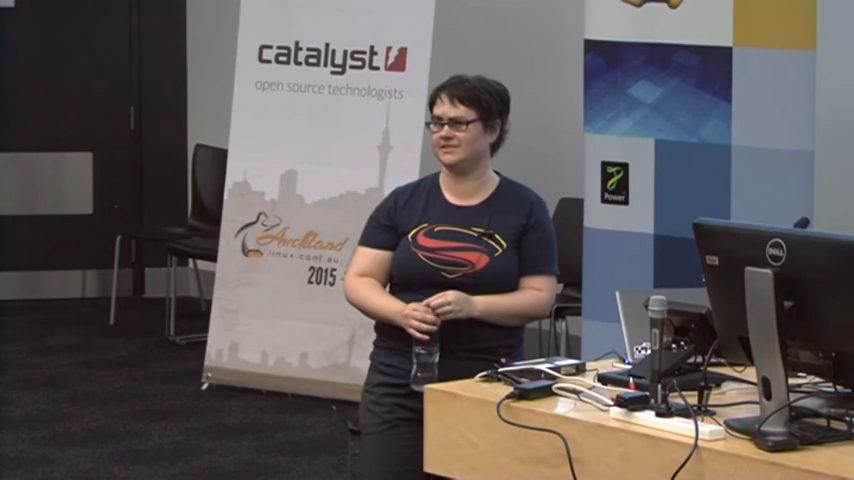 catalyst
open source technologists
Auckland
linux.conf.au
2015
Power
DELL